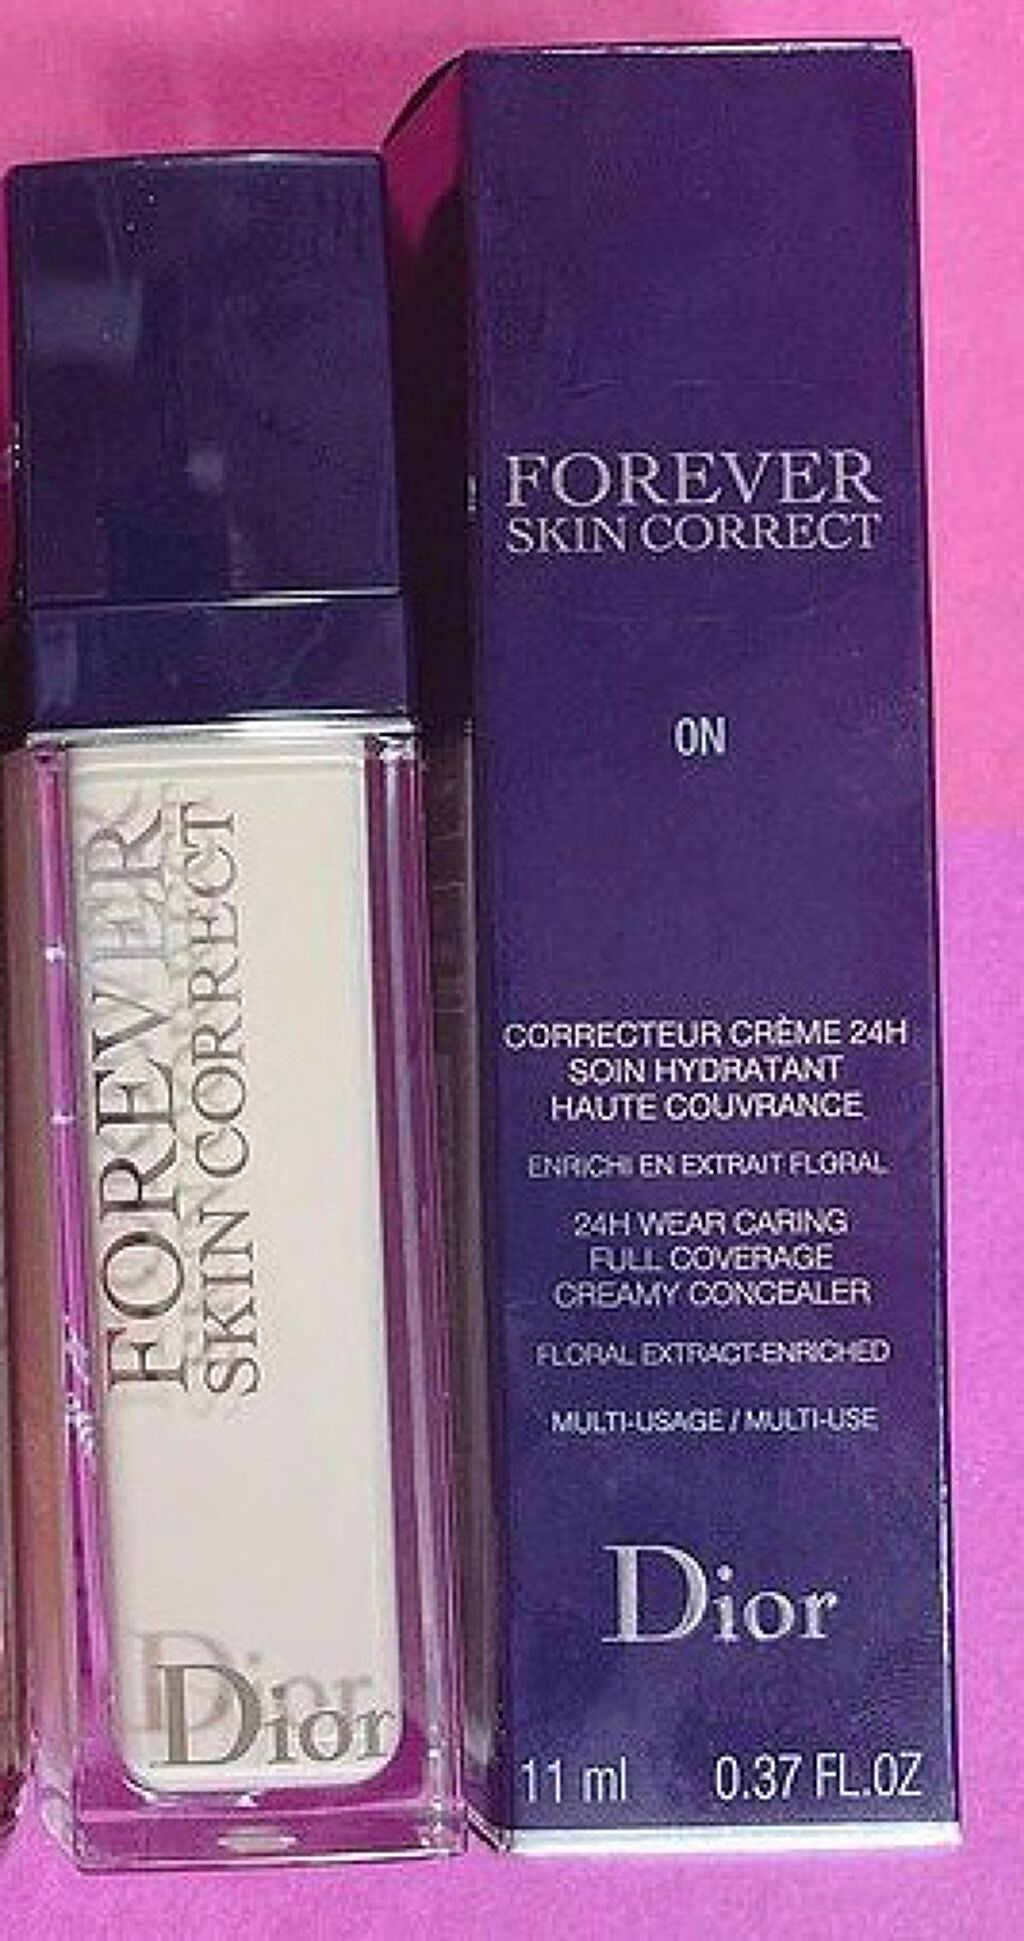 FOREVER
SKIN CORRECT
Dior
FOREVER
SKIN CORRECT
0N
CORRECTEUR CRÈME 24H
SOIN HYDRATANT
HAUTE COUVRANCE
ENRICHI EN EXTRAIT FLORAL
24H WEAR CARING
FULL COVERAGE
CREAMY CONCEALER
FLORAL EXTRACT-ENRICHED
MULTI-USAGE / MULTI-USE
Dior
11 ml 0.37 FL.OZ